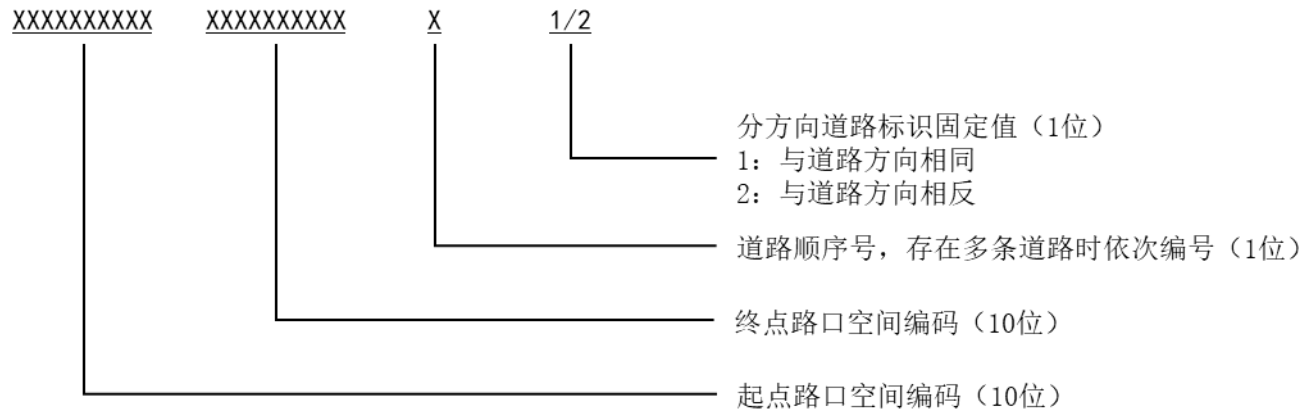 XXXXXXXXXX XXXXXXXXXX X 1/2
分方向道路标识固定值（1位）
1：与道路方向相同
2：与道路方向相反
道路顺序号，存在多条道路时依次编号（1位）
终点路口空间编码（10位）
起点路口空间编码（10位）